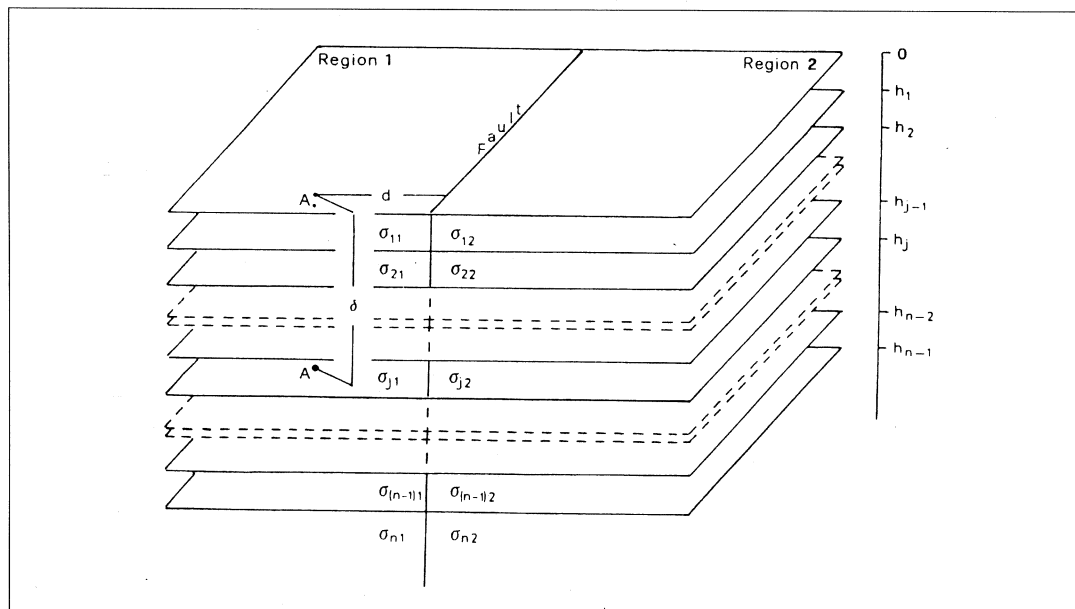 Region 1
Region 2
Fault
0
h₁
h₂
hⱼ₋₁
hⱼ
hₙ₋₂
hₙ₋₁
A
d
σ₁₁ σ₁₂
σ₂₁ σ₂₂
δ
A
σⱼ₁ σⱼ₂
σ₍ₙ₋₁₎₁ σ₍ₙ₋₁₎₂
σₙ₁ σₙ₂